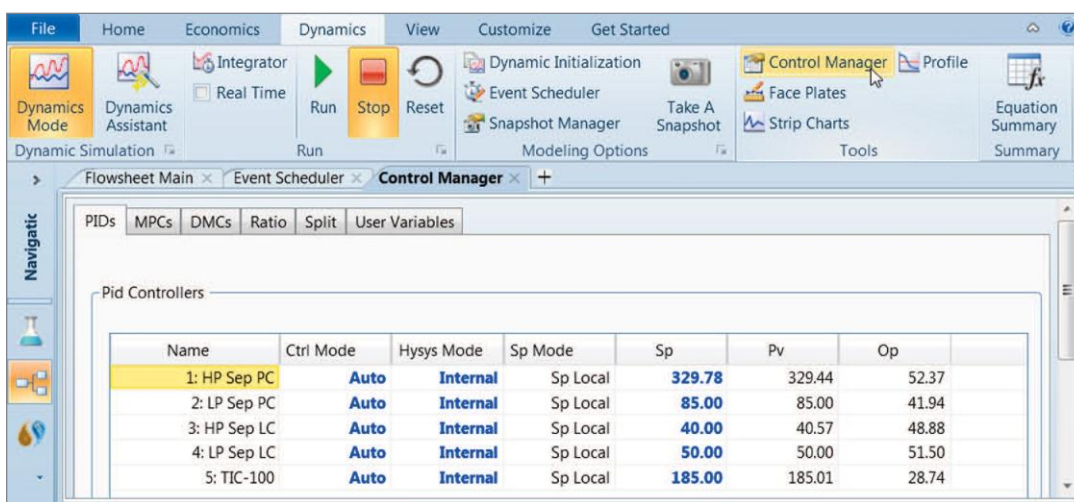 File Home Economics Dynamics View Customize Get Started
Integrator Dynamic Initialization Control Manager Profile
Real Time Event Scheduler Face Plates
Dynamics Mode Dynamics Assistant Run Stop Reset Snapshot Manager Take A Snapshot Strip Charts Equation Summary
Dynamic Simulation Run Modeling Options Tools Summary
Flowsheet Main × Event Scheduler × Control Manager × +
Navigatic
PIDs MPCs DMCs Ratio Split User Variables
Pid Controllers
Name Ctrl Mode Hysys Mode Sp Mode Sp Pv Op
1: HP Sep PC Auto Internal Sp Local 329.78 329.44 52.37
2: LP Sep PC Auto Internal Sp Local 85.00 85.00 41.94
3: HP Sep LC Auto Internal Sp Local 40.00 40.57 48.88
4: LP Sep LC Auto Internal Sp Local 50.00 50.00 51.50
5: TIC-100 Auto Internal Sp Local 185.00 185.01 28.74